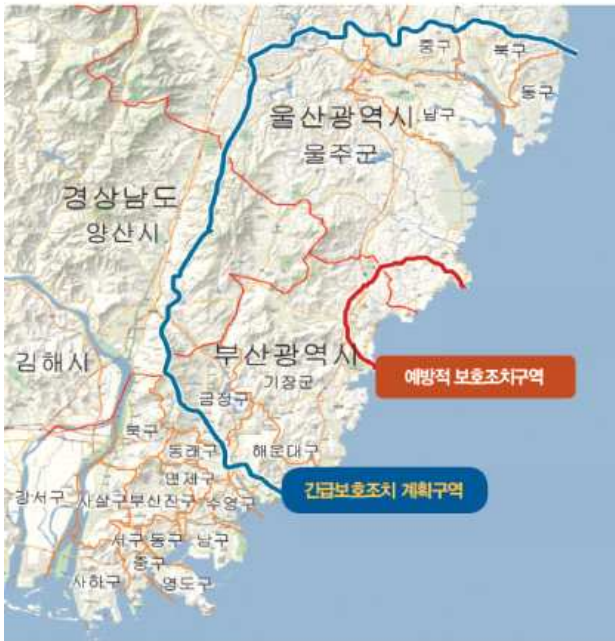 중구
북구
동구
울산광역시
남구
울주군
경상남도
양산시
김해시
부산광역시
예방적 보호조치구역
기장군
금정구
북구
동래구
해운대구
연제구
긴급보호조치 계획구역
강서구
사상구
부산진구
수영구
서구
동구
남구
중구
사하구
영도구